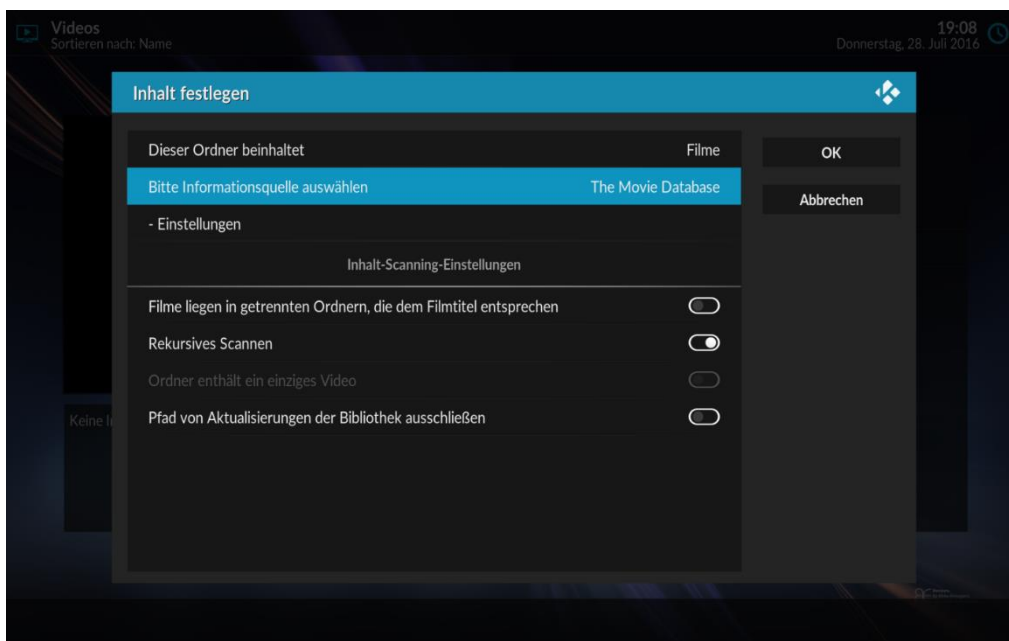 Videos
Sortieren nach: Name
19:08
Donnerstag, 28. Juli 2016
Inhalt festlegen
Dieser Ordner beinhaltet Filme
OK
Bitte Informationsquelle auswählen The Movie Database
Abbrechen
- Einstellungen
Inhalt-Scanning-Einstellungen
Filme liegen in getrennten Ordnern, die dem Filmtitel entsprechen
Rekursives Scannen
Ordner enthält ein einziges Video
Pfad von Aktualisierungen der Bibliothek ausschließen
Keine